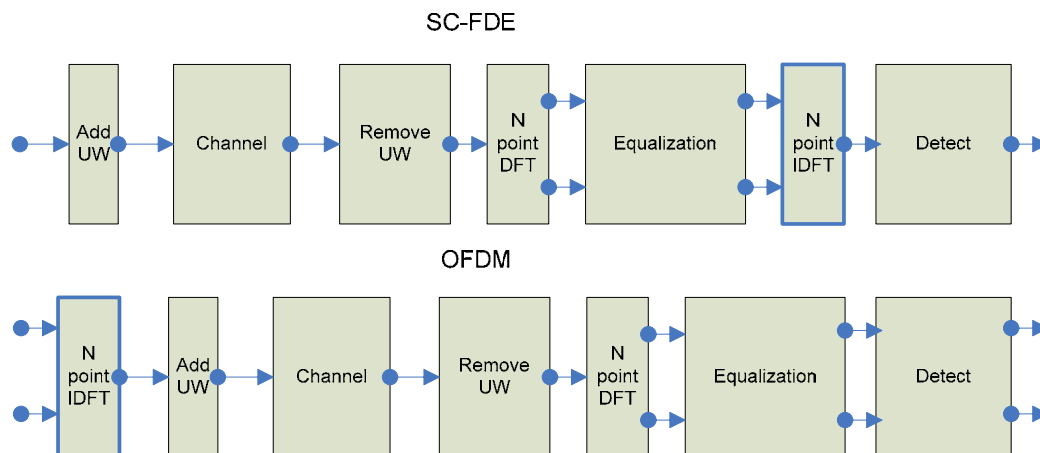 SC-FDE
Add
UW
Channel
Remove
UW
N
point
DFT
Equalization
N
point
IDFT
Detect
OFDM
N
point
IDFT
Add
UW
Channel
Remove
UW
N
point
DFT
Equalization
Detect